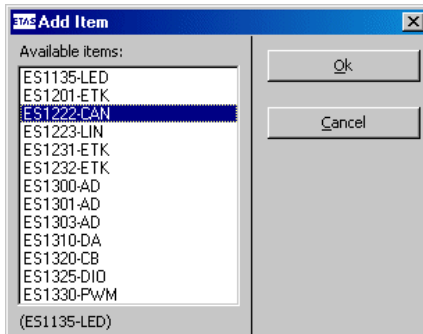 ETAS Add Item
Available items:
ES1135-LED
ES1201-ETK
ES1222-CAN
ES1223-LIN
ES1231-ETK
ES1232-ETK
ES1300-AD
ES1301-AD
ES1303-AD
ES1310-DA
ES1320-CB
ES1325-DIO
ES1330-PWM
(ES1135-LED)
Ok
Cancel